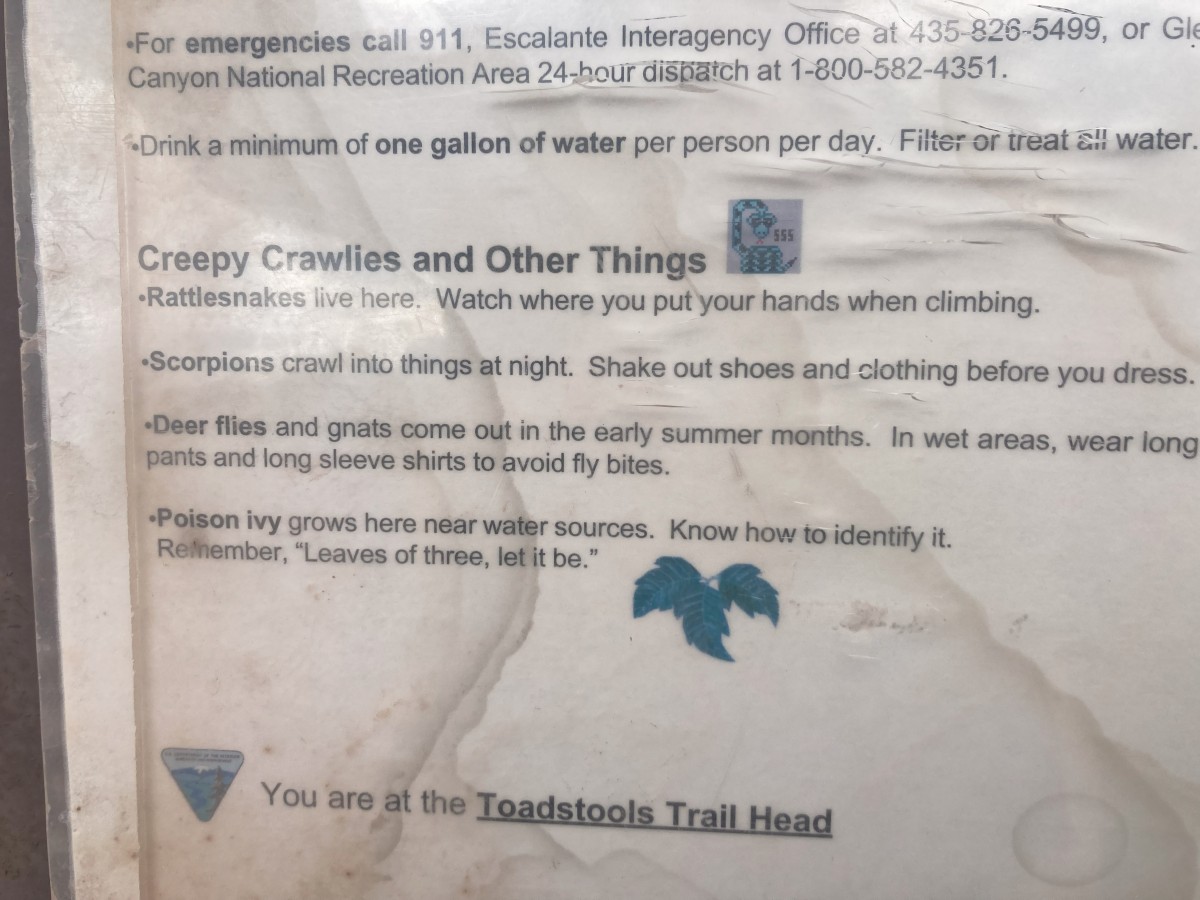 •For emergencies call 911, Escalante Interagency Office at 435-826-5499, or Gle
Canyon National Recreation Area 24-hour dispatch at 1-800-582-4351.
•Drink a minimum of one gallon of water per person per day. Filter or treat all water.
SSS
Creepy Crawlies and Other Things
•Rattlesnakes live here. Watch where you put your hands when climbing.
•Scorpions crawl into things at night. Shake out shoes and clothing before you dress.
•Deer flies and gnats come out in the early summer months. In wet areas, wear long
pants and long sleeve shirts to avoid fly bites.
•Poison ivy grows here near water sources. Know how to identify it.
Remember, “Leaves of three, let it be.”
You are at the Toadstools Trail Head